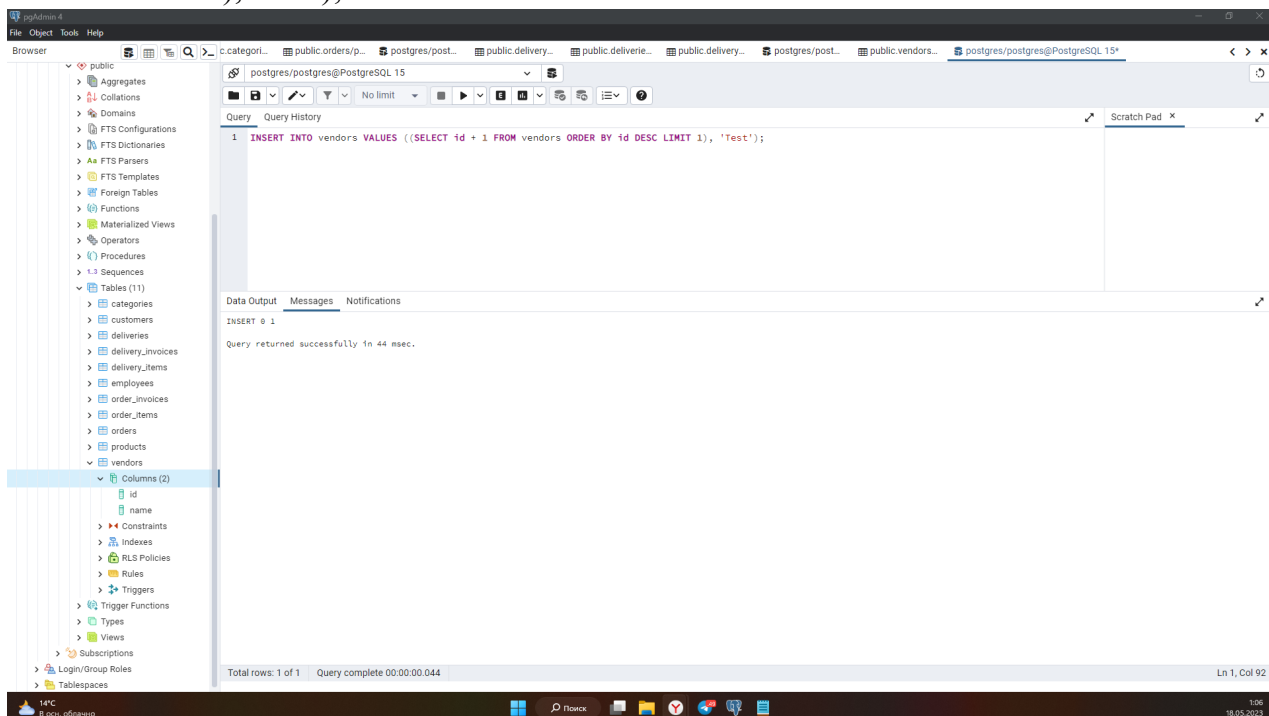 pgAdmin 4
File Object Tools Help
Browser
c.categori... public.orders/p... postgres/post... public.delivery... public.deliverie... public.delivery... postgres/post... public.vendors... postgres/postgres@PostgreSQL 15*
postgres/postgres@PostgreSQL 15
No limit
Query Query History
Scratch Pad
1 INSERT INTO vendors VALUES ((SELECT id + 1 FROM vendors ORDER BY id DESC LIMIT 1), 'Test');
public
Aggregates
Collations
Domains
FTS Configurations
FTS Dictionaries
Aa FTS Parsers
FTS Templates
Foreign Tables
Functions
Materialized Views
Operators
Procedures
1..3 Sequences
Tables (11)
categories
customers
deliveries
delivery_invoices
delivery_items
employees
order_invoices
order_items
orders
products
vendors
Columns (2)
id
name
Constraints
Indexes
RLS Policies
Rules
Triggers
Trigger Functions
Types
Views
Subscriptions
Login/Group Roles
Tablespaces
Data Output Messages Notifications
INSERT 0 1
Query returned successfully in 44 msec.
Total rows: 1 of 1 Query complete 00:00:00.044
Ln 1, Col 92
14°C
В осн. облачно
Поиск
1:06
18.05.2023